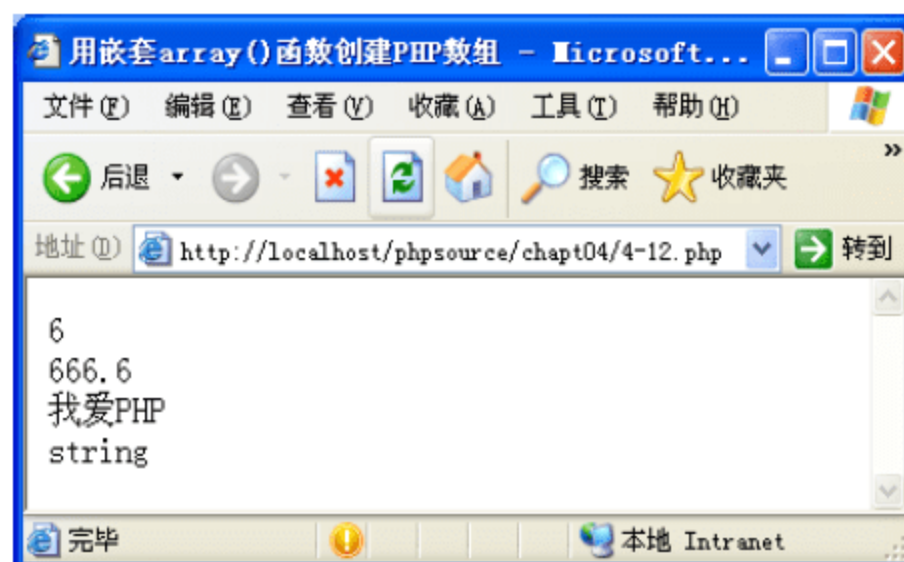 用嵌套array()函数创建PHP数组 - Microsoft...
文件(F) 编辑(E) 查看(V) 收藏(A) 工具(T) 帮助(H)
后退 搜索 收藏夹 »
地址(D) http://localhost/phpsource/chapt04/4-12.php 转到
6
666.6
我爱PHP
string
完毕 本地 Intranet